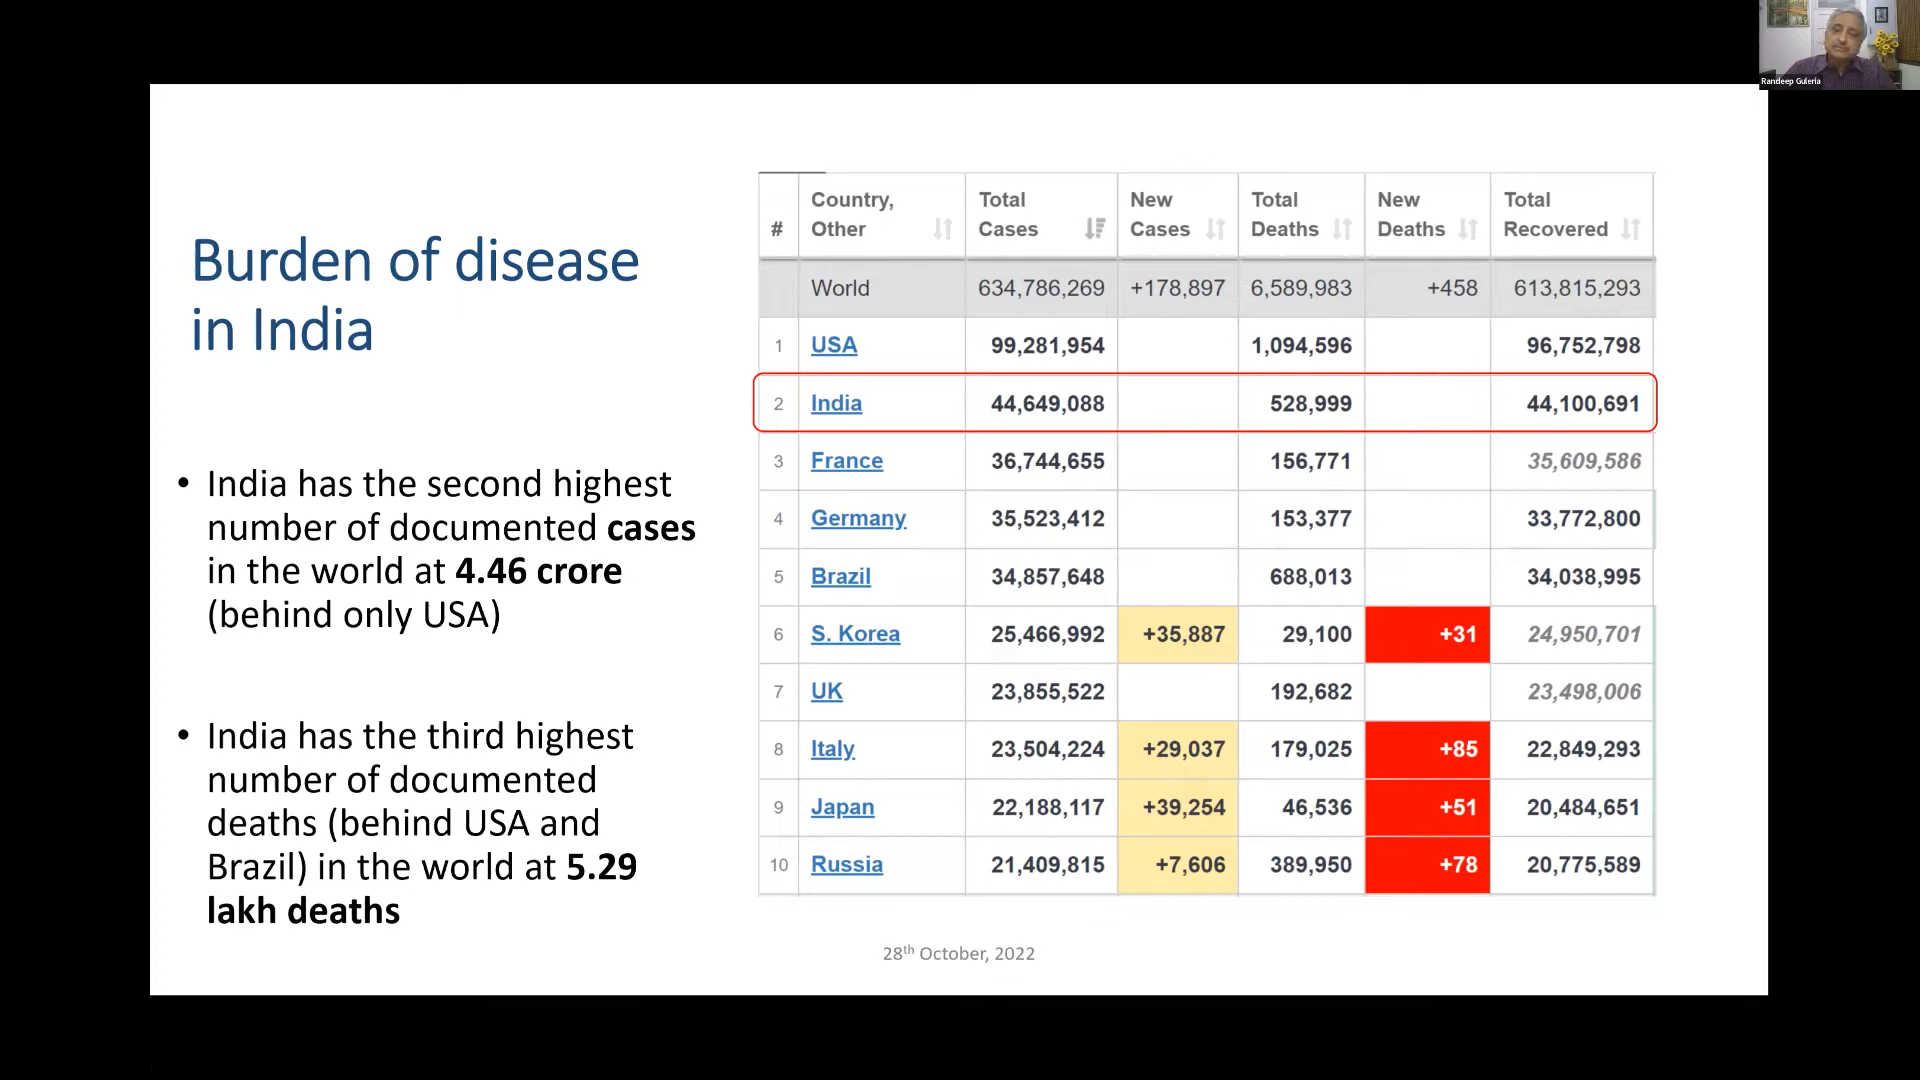 Randeep Guleria
Burden of disease
in India
• India has the second highest
number of documented cases
in the world at 4.46 crore
(behind only USA)
• India has the third highest
number of documented
deaths (behind USA and
Brazil) in the world at 5.29
lakh deaths
# Country, Other Total Cases New Cases Total Deaths New Deaths Total Recovered
World 634,786,269 +178,897 6,589,983 +458 613,815,293
1 USA 99,281,954 1,094,596 96,752,798
2 India 44,649,088 528,999 44,100,691
3 France 36,744,655 156,771 35,609,586
4 Germany 35,523,412 153,377 33,772,800
5 Brazil 34,857,648 688,013 34,038,995
6 S. Korea 25,466,992 +35,887 29,100 +31 24,950,701
7 UK 23,855,522 192,682 23,498,006
8 Italy 23,504,224 +29,037 179,025 +85 22,849,293
9 Japan 22,188,117 +39,254 46,536 +51 20,484,651
10 Russia 21,409,815 +7,606 389,950 +78 20,775,589
28th October, 2022